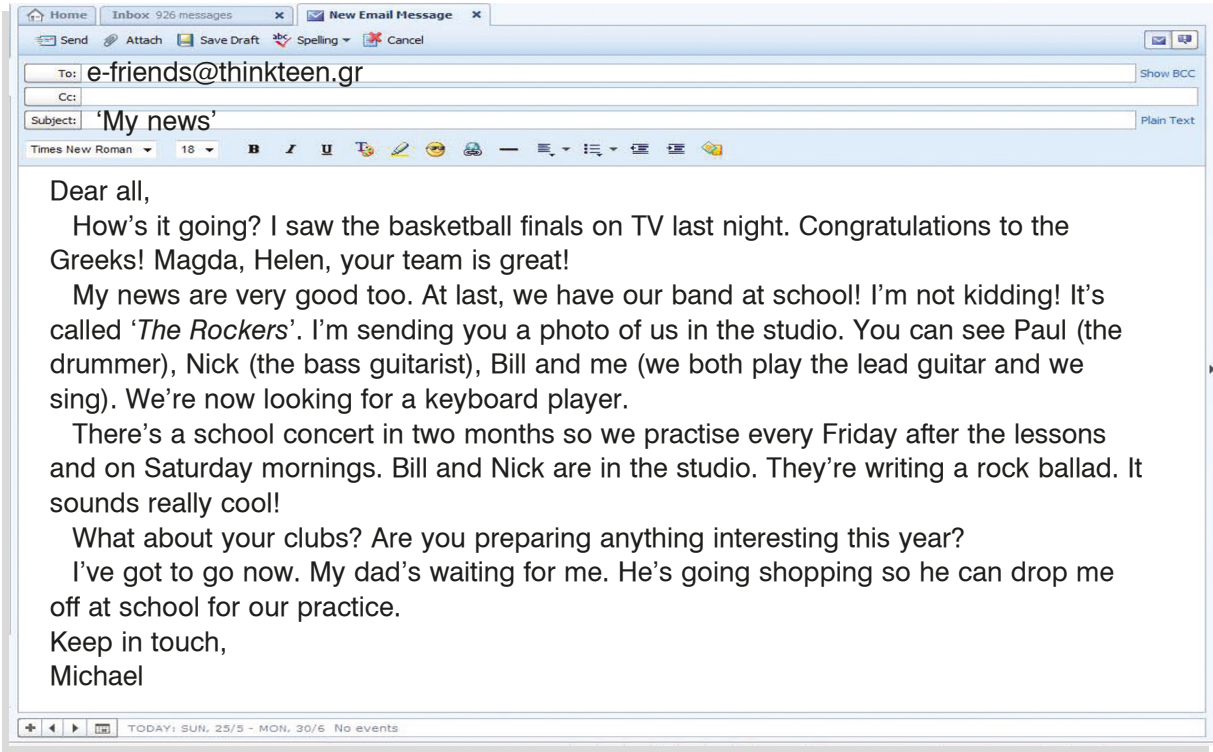 Home
Inbox 926 messages
New Email Message
Send
Attach
Save Draft
abc Spelling
Cancel
To: e-friends@thinkteen.gr
Show BCC
Cc:
Subject: ‘My news’
Plain Text
Times New Roman 18 B I U
Dear all,
How’s it going? I saw the basketball finals on TV last night. Congratulations to the
Greeks! Magda, Helen, your team is great!
My news are very good too. At last, we have our band at school! I’m not kidding! It’s
called ‘The Rockers’. I’m sending you a photo of us in the studio. You can see Paul (the
drummer), Nick (the bass guitarist), Bill and me (we both play the lead guitar and we
sing). We’re now looking for a keyboard player.
There’s a school concert in two months so we practise every Friday after the lessons
and on Saturday mornings. Bill and Nick are in the studio. They’re writing a rock ballad. It
sounds really cool!
What about your clubs? Are you preparing anything interesting this year?
I’ve got to go now. My dad’s waiting for me. He’s going shopping so he can drop me
off at school for our practice.
Keep in touch,
Michael
TODAY: SUN, 25/5 - MON, 30/6 No events